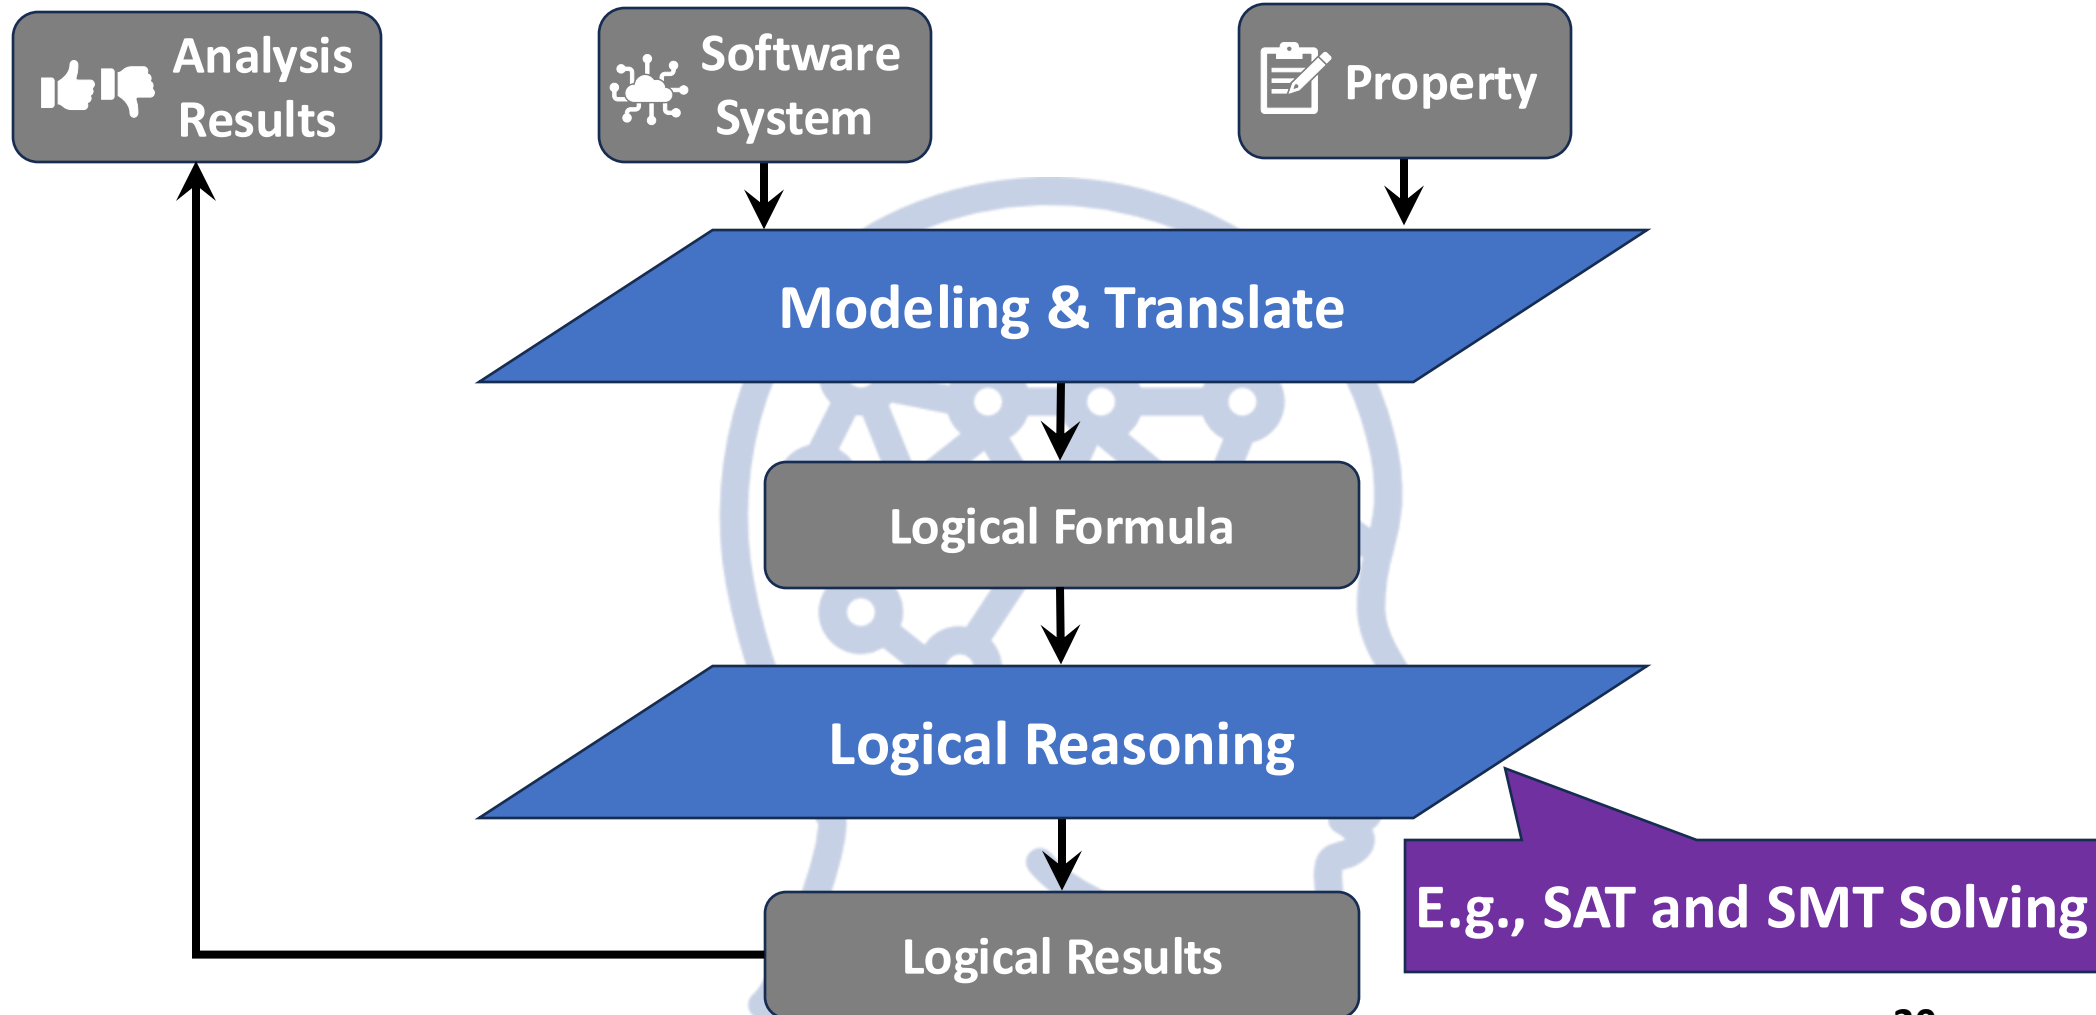 Analysis
Results
Software
System
Property
Modeling & Translate
Logical Formula
Logical Reasoning
E.g., SAT and SMT Solving
Logical Results